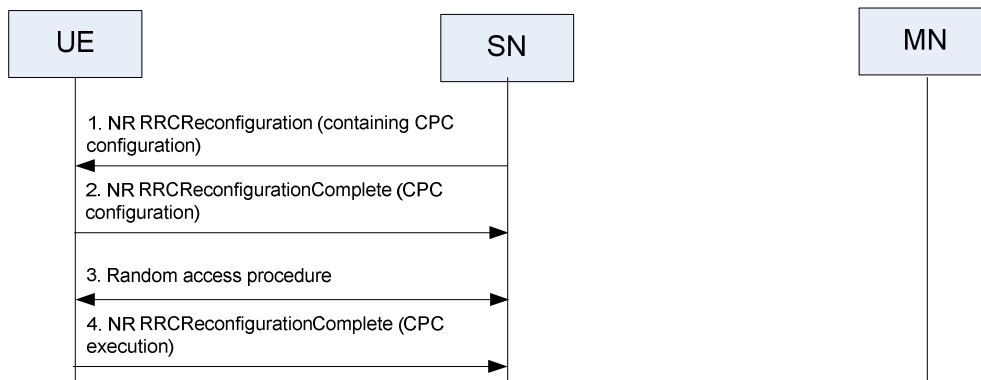 UE
SN
MN
1. NR RRCReconfiguration (containing CPC
configuration)
2. NR RRCReconfigurationComplete (CPC
configuration)
3. Random access procedure
4. NR RRCReconfigurationComplete (CPC
execution)